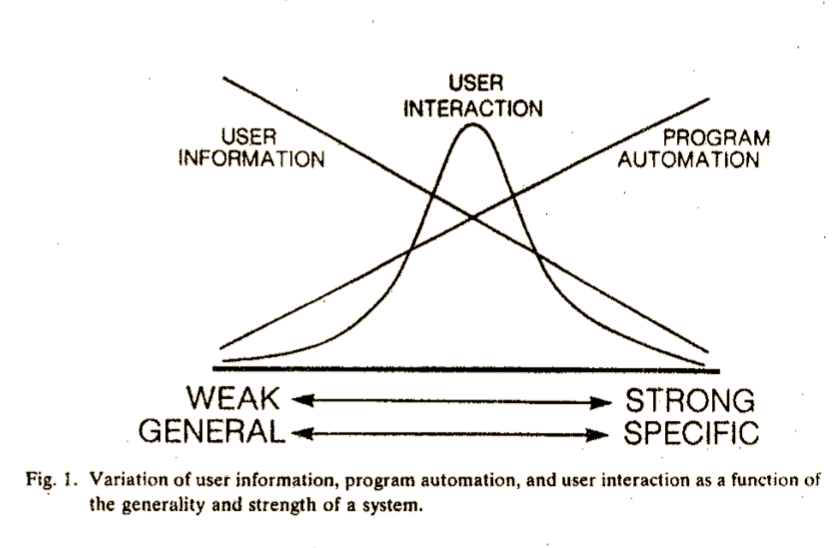 USER
INTERACTION
USER
INFORMATION
PROGRAM
AUTOMATION
WEAK STRONG
GENERAL SPECIFIC
Fig. 1. Variation of user information, program automation, and user interaction as a function of
the generality and strength of a system.